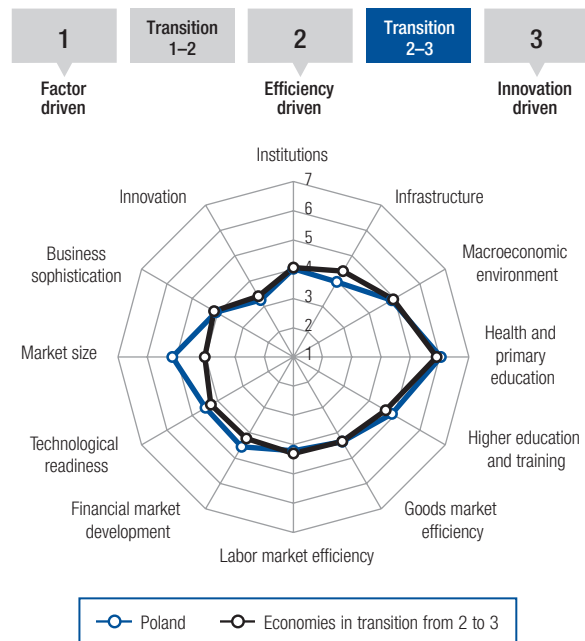 1
Transition
1–2
2
Transition
2–3
3
Factor
driven
Efficiency
driven
Innovation
driven
Institutions
7
6
5
4
3
2
1
Infrastructure
Macroeconomic
environment
Health and
primary
education
Higher education
and training
Goods market
efficiency
Labor market efficiency
Financial market
development
Technological
readiness
Market size
Business
sophistication
Innovation
Poland
Economies in transition from 2 to 3